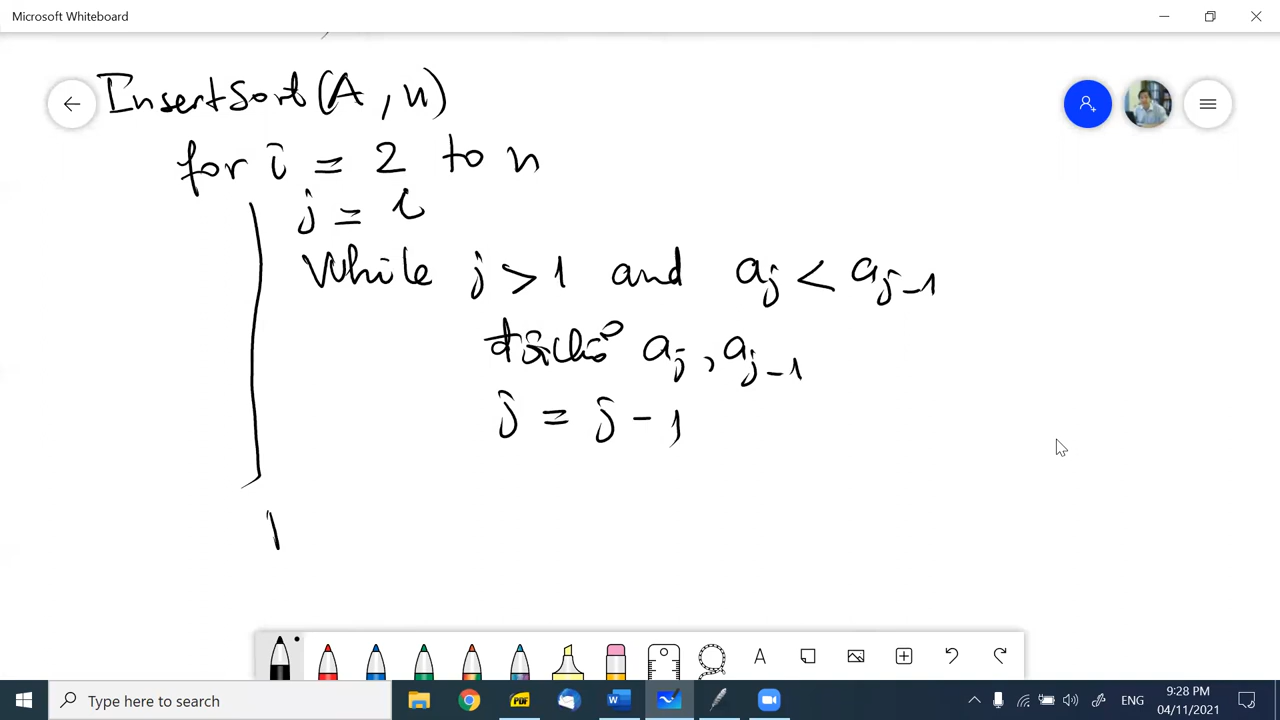 Microsoft Whiteboard
InsertSort(A, n)
for i = 2 to n
j = i
While j > 1 and aj < aj-1
aj, aj-1
j = j - 1
A
Type here to search
PDF
ENG
9:28 PM
04/11/2021